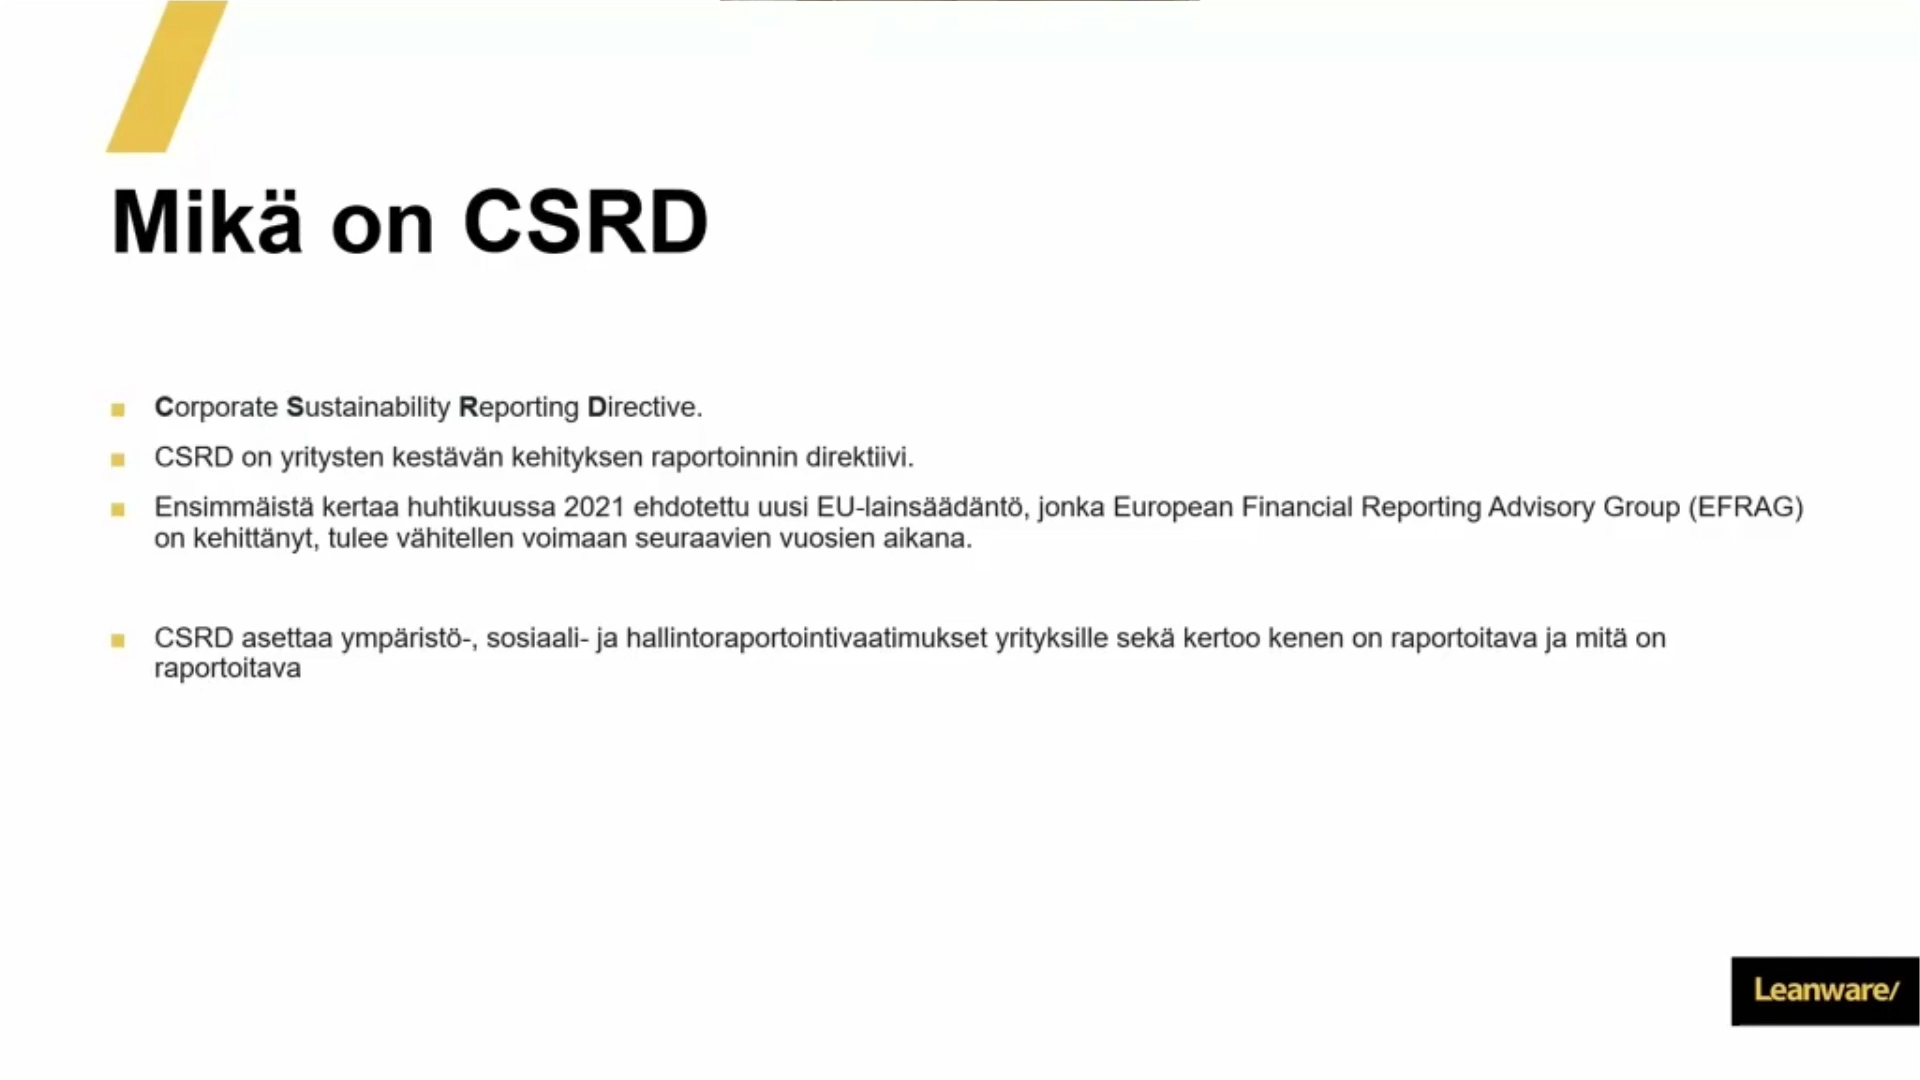 Mikä on CSRD
Corporate Sustainability Reporting Directive.
CSRD on yritysten kestävän kehityksen raportoinnin direktiivi.
Ensimmäistä kertaa huhtikuussa 2021 ehdotettu uusi EU-lainsäädäntö, jonka European Financial Reporting Advisory Group (EFRAG)
on kehittänyt, tulee vähitellen voimaan seuraavien vuosien aikana.
CSRD asettaa ympäristö-, sosiaali- ja hallintoraportointivaatimukset yrityksille sekä kertoo kenen on raportoitava ja mitä on
raportoitava
Leanware/